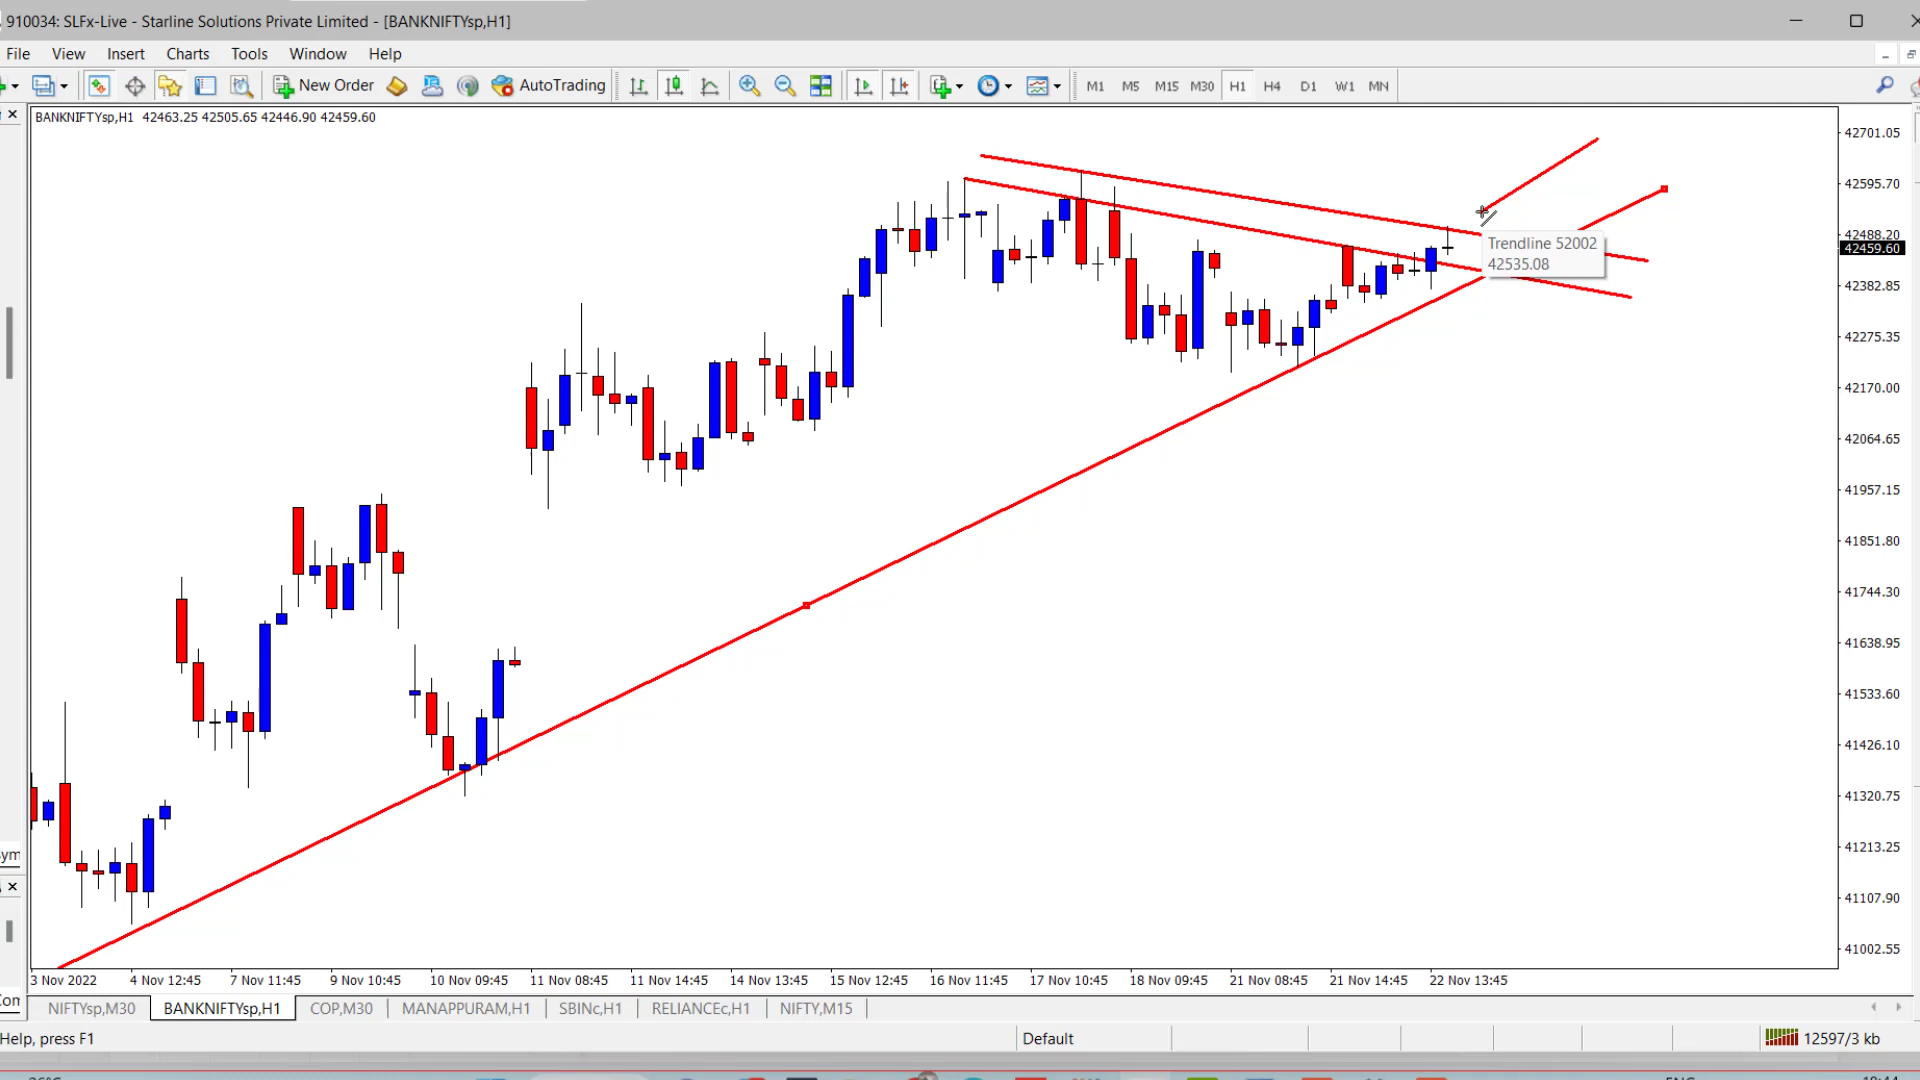 910034: SLFx-Live - Starline Solutions Private Limited - [BANKNIFTYsp,H1]
File View Insert Charts Tools Window Help
New Order AutoTrading M1 M5 M15 M30 H1 H4 D1 W1 MN
BANKNIFTYsp,H1 42463.25 42505.65 42446.90 42459.60
42701.05
42595.70
42488.20
42459.60
Trendline 52002
42535.08
42382.85
42275.35
42170.00
42064.65
41957.15
41851.80
41744.30
41638.95
41533.60
41426.10
41320.75
41213.25
41107.90
41002.55
3 Nov 2022 4 Nov 12:45 7 Nov 11:45 9 Nov 10:45 10 Nov 09:45 11 Nov 08:45 11 Nov 14:45 14 Nov 13:45 15 Nov 12:45 16 Nov 11:45 17 Nov 10:45 18 Nov 09:45 21 Nov 08:45 21 Nov 14:45 22 Nov 13:45
NIFTYsp,M30 BANKNIFTYsp,H1 COP,M30 MANAPPURAM,H1 SBINc,H1 RELIANCEc,H1 NIFTY,M15
Help, press F1 Default 12597/3 kb